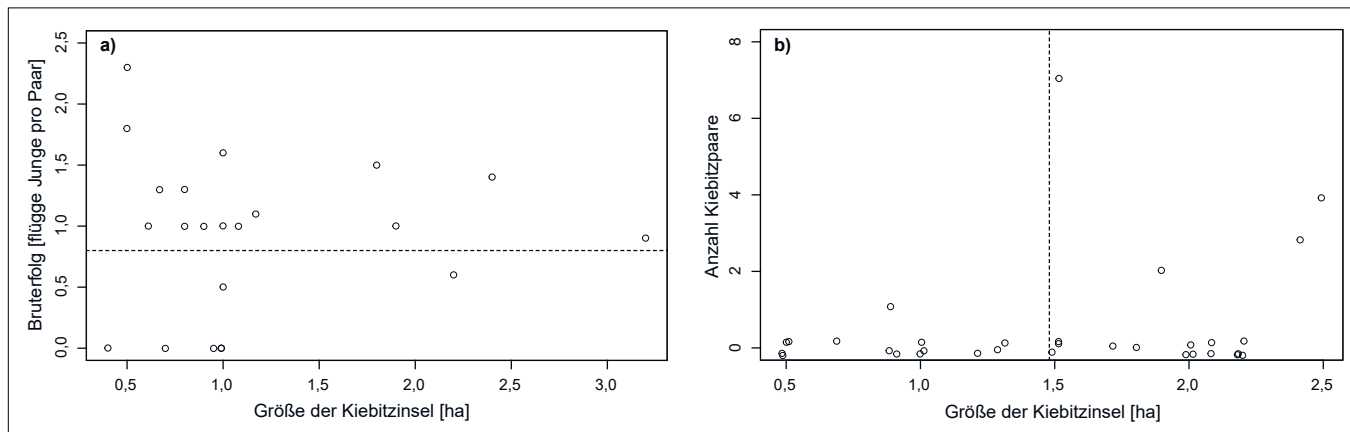 a)
Bruterfolg [flügge Junge pro Paar]
2,5
2,0
1,5
1,0
0,5
0,0
0,5 1,0 1,5 2,0 2,5 3,0
Größe der Kiebitzinsel [ha]
b)
Anzahl Kiebitzpaare
8
6
4
2
0
0,5 1,0 1,5 2,0 2,5
Größe der Kiebitzinsel [ha]